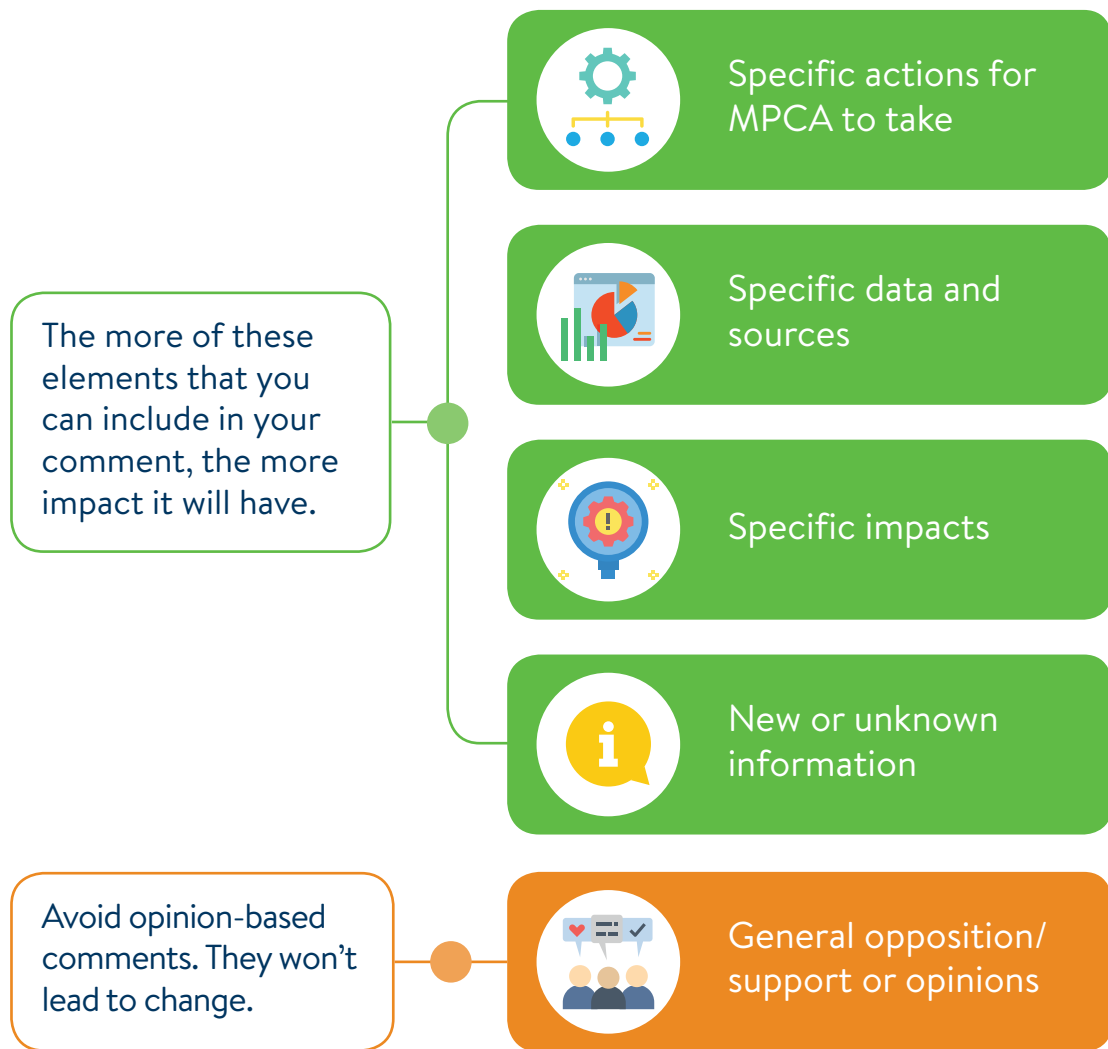 The more of these
elements that you
can include in your
comment, the more
impact it will have.
Specific actions for
MPCA to take
Specific data and
sources
Specific impacts
New or unknown
information
Avoid opinion-based
comments. They won't
lead to change.
General opposition/
support or opinions